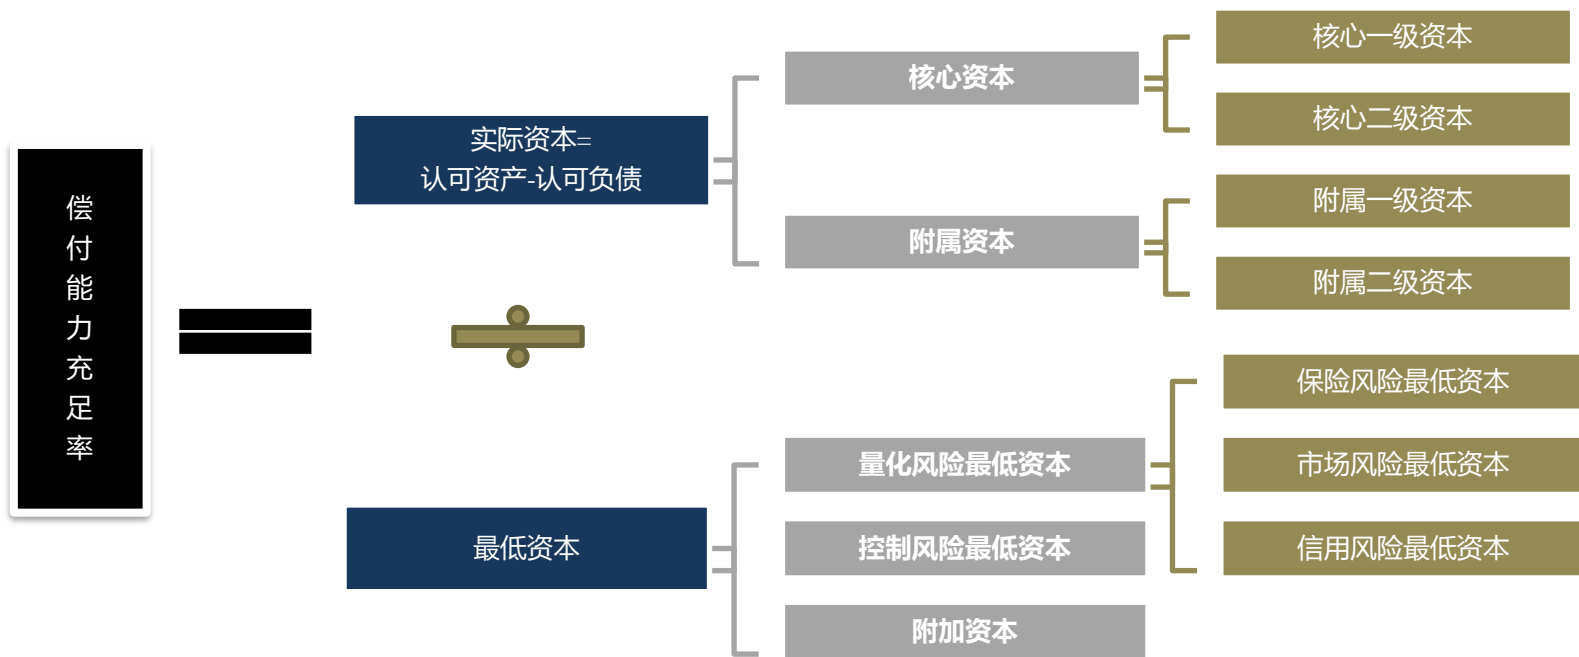 偿付能力充足率
实际资本=
认可资产-认可负债
核心资本
核心一级资本
核心二级资本
附属资本
附属一级资本
附属二级资本
最低资本
量化风险最低资本
保险风险最低资本
市场风险最低资本
信用风险最低资本
控制风险最低资本
附加资本